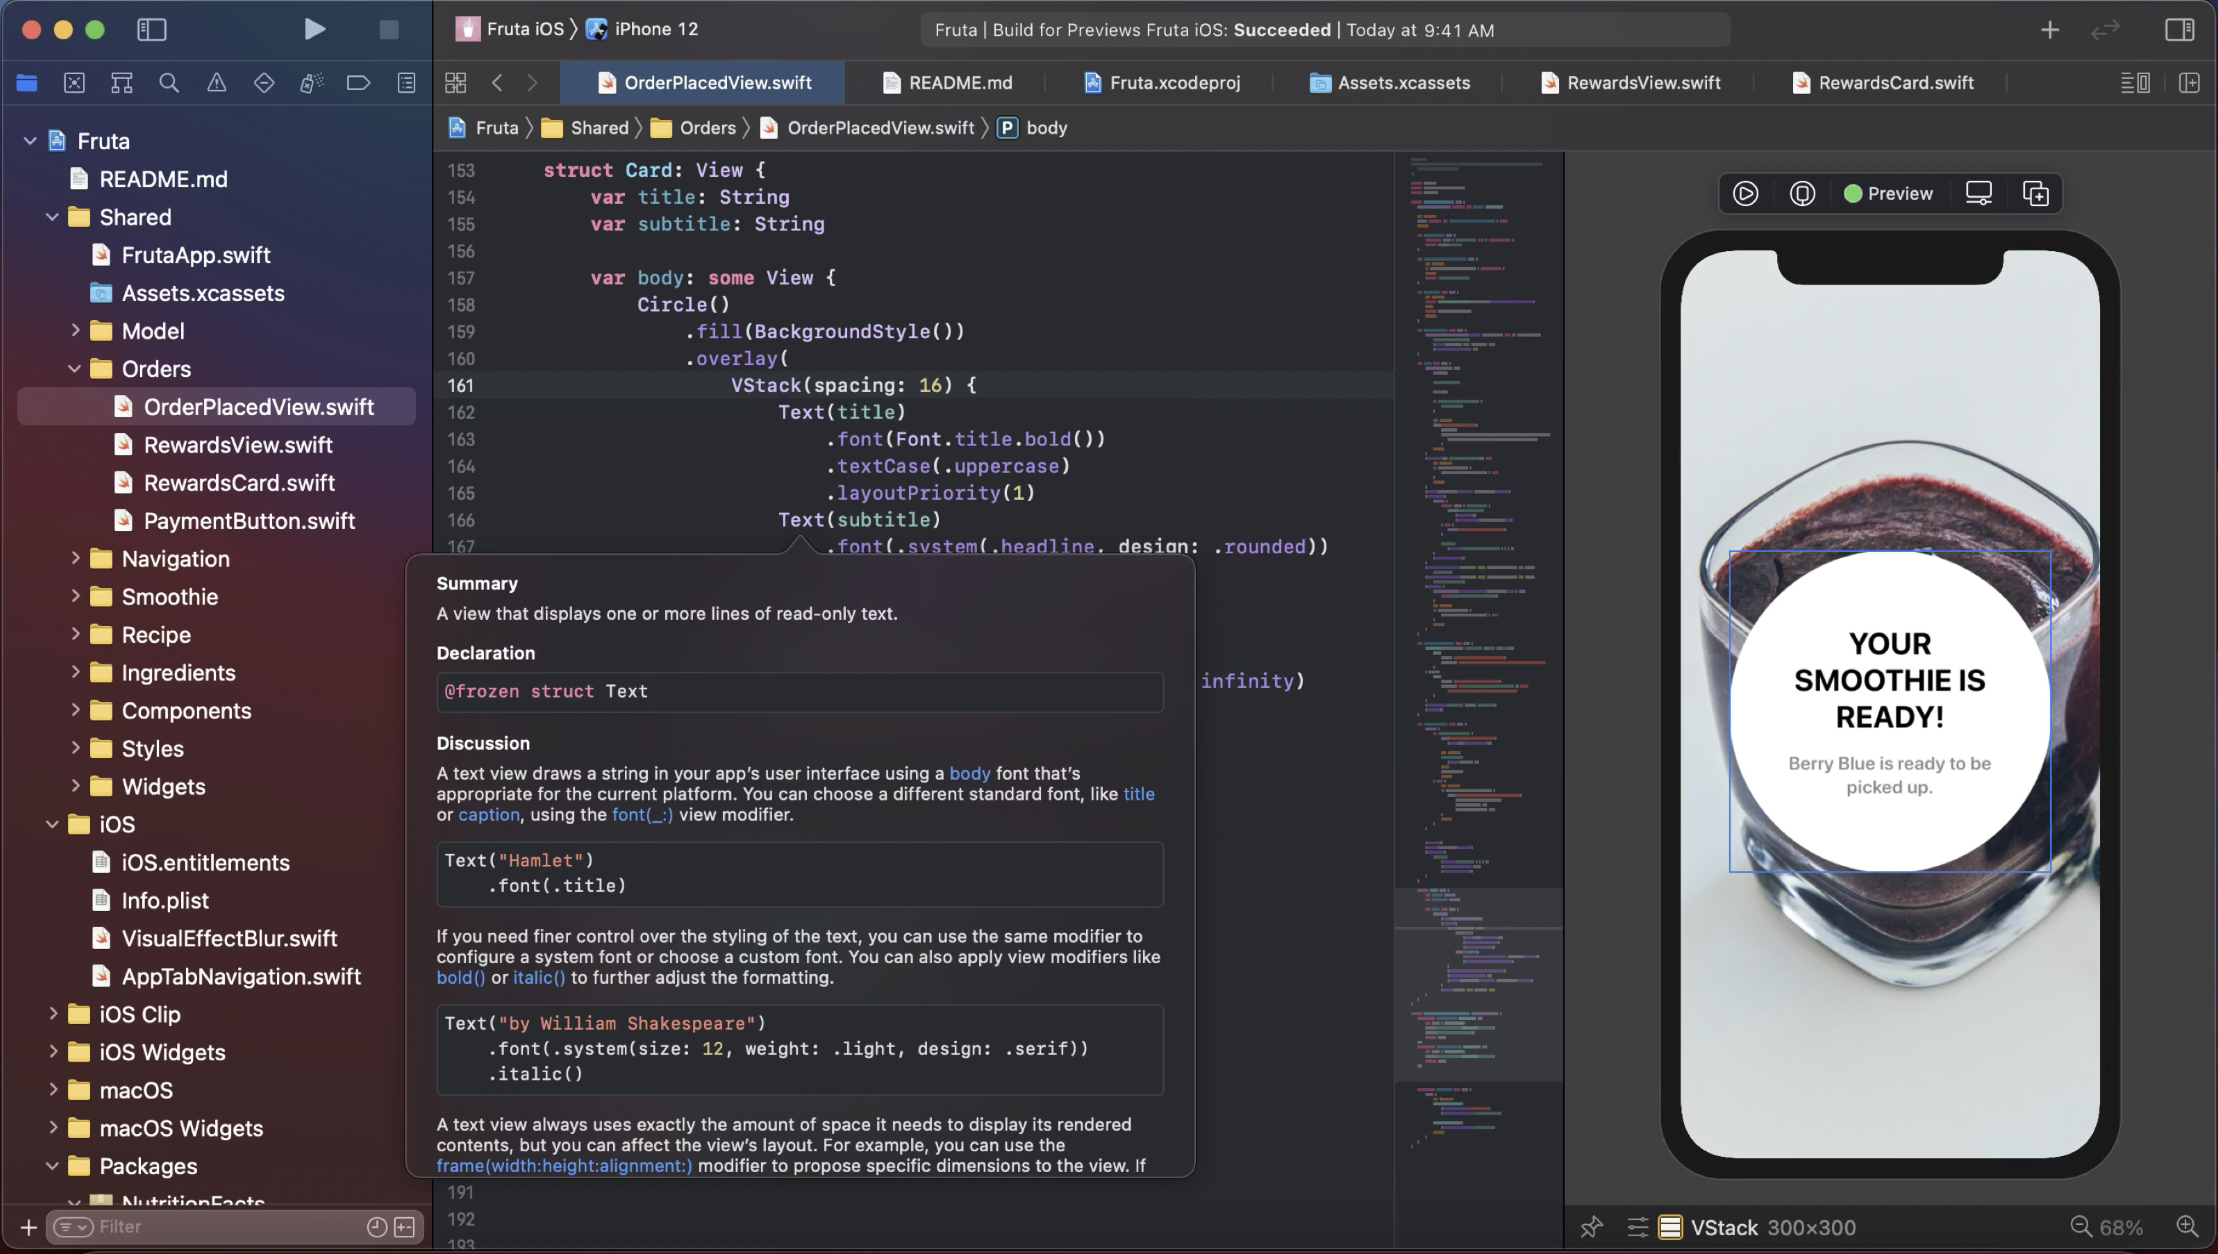 Fruta iOS 〉 iPhone 12
Fruta | Build for Previews Fruta iOS: Succeeded | Today at 9:41 AM
OrderPlacedView.swift
README.md
Fruta.xcodeproj
Assets.xcassets
RewardsView.swift
RewardsCard.swift
Fruta 〉 Shared 〉 Orders 〉 OrderPlacedView.swift 〉 P body
Fruta
README.md
Shared
FrutaApp.swift
Assets.xcassets
Model
Orders
OrderPlacedView.swift
RewardsView.swift
RewardsCard.swift
PaymentButton.swift
Navigation
Smoothie
Recipe
Ingredients
Components
Styles
Widgets
iOS
iOS.entitlements
Info.plist
VisualEffectBlur.swift
AppTabNavigation.swift
iOS Clip
iOS Widgets
macOS
macOS Widgets
Packages
NutritionFacts
Filter
153 struct Card: View {
154 var title: String
155 var subtitle: String
156
157 var body: some View {
158 Circle()
159 .fill(BackgroundStyle())
160 .overlay(
161 VStack(spacing: 16) {
162 Text(title)
163 .font(Font.title.bold())
164 .textCase(.uppercase)
165 .layoutPriority(1)
166 Text(subtitle)
167 .font(.system(.headline, design: .rounded))
infinity)
Summary
A view that displays one or more lines of read-only text.
Declaration
@frozen struct Text
Discussion
A text view draws a string in your app's user interface using a body font that's
appropriate for the current platform. You can choose a different standard font, like title
or caption, using the font(_:) view modifier.
Text("Hamlet")
.font(.title)
If you need finer control over the styling of the text, you can use the same modifier to
configure a system font or choose a custom font. You can also apply view modifiers like
bold() or italic() to further adjust the formatting.
Text("by William Shakespeare")
.font(.system(size: 12, weight: .light, design: .serif))
.italic()
A text view always uses exactly the amount of space it needs to display its rendered
contents, but you can affect the view's layout. For example, you can use the
frame(width:height:alignment:) modifier to propose specific dimensions to the view. If
191
192
193
Preview
YOUR
SMOOTHIE IS
READY!
Berry Blue is ready to be
picked up.
VStack 300×300
68%